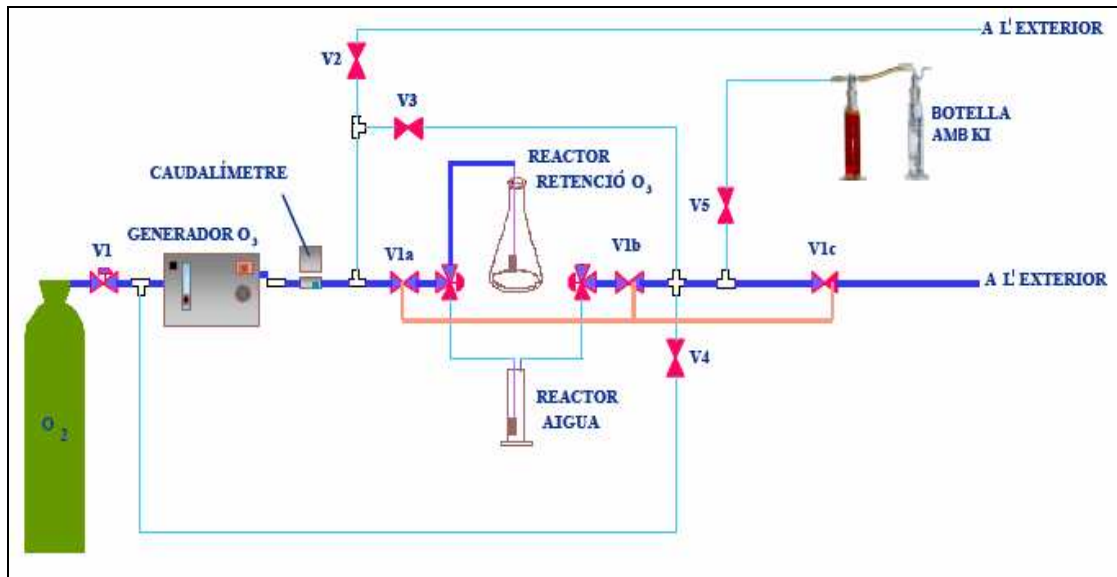 A L'EXTERIOR
V2
V3
BOTELLA
AMB KI
REACTOR
RETENCIÓ O3
CAUDALÍMETRE
V5
GENERADOR O3
V1
V1a
V1b
V1c
A L'EXTERIOR
V4
REACTOR
AIGUA
O2